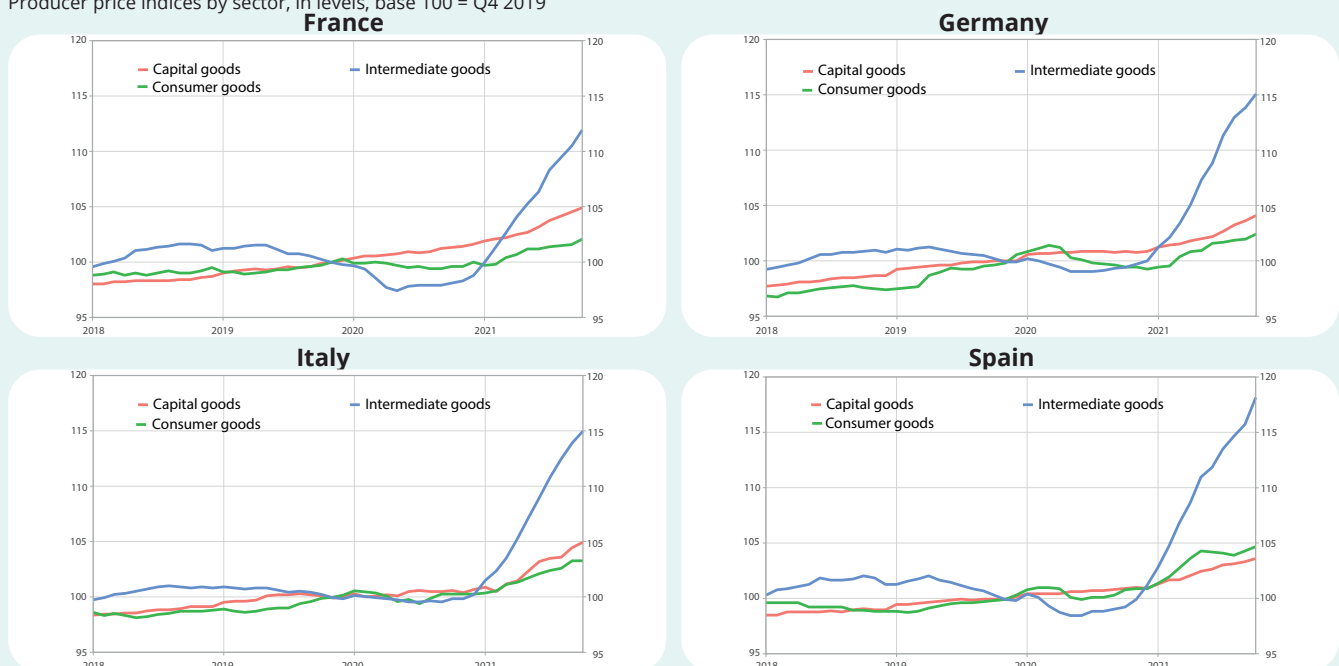 Producer price indices by sector, in levels, base 100 = Q4 2019
France
120 120
Capital goods Intermediate goods
Consumer goods
115 115
110 110
105 105
100 100
95 95
2018 2019 2020 2021
Germany
120 120
Capital goods Intermediate goods
Consumer goods
115 115
110 110
105 105
100 100
95 95
2018 2019 2020 2021
Italy
120 120
Capital goods Intermediate goods
Consumer goods
115 115
110 110
105 105
100 100
95 95
2018 2019 2020 2021
Spain
120 120
Capital goods Intermediate goods
Consumer goods
115 115
110 110
105 105
100 100
95 95
2018 2019 2020 2021